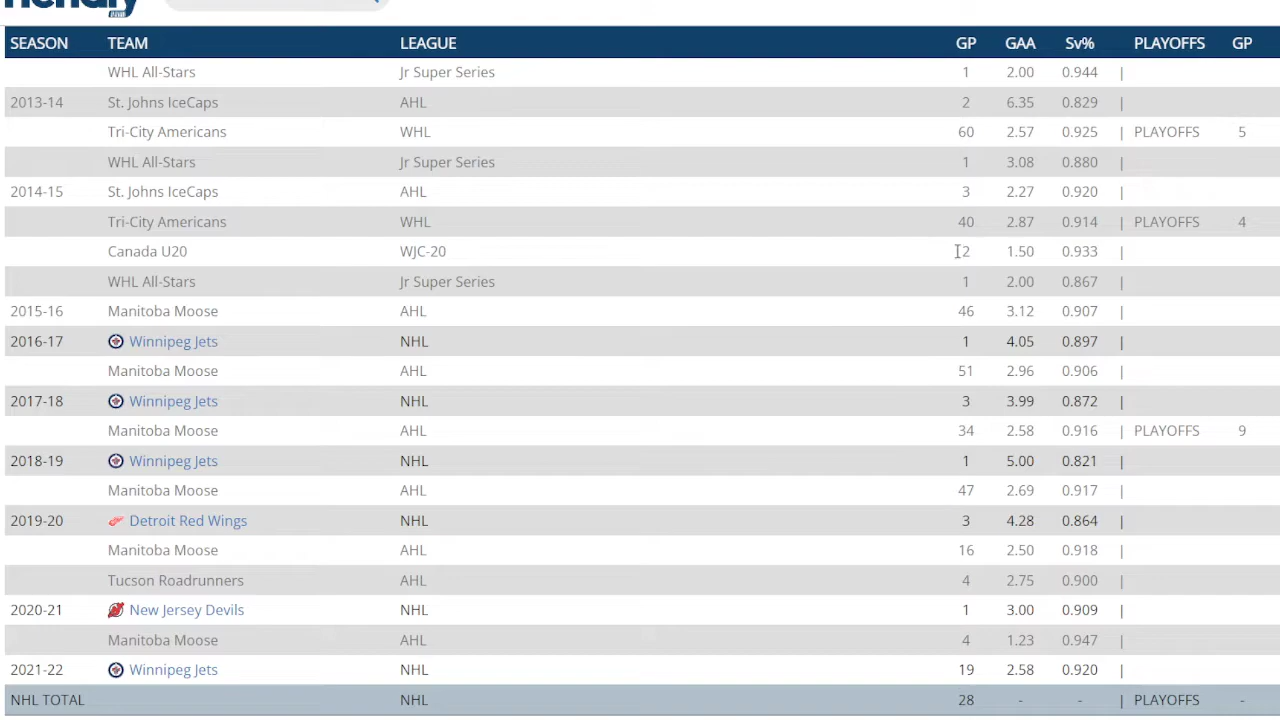 SEASON TEAM LEAGUE GP GAA Sv% PLAYOFFS GP
WHL All-Stars Jr Super Series 1 2.00 0.944 |
2013-14 St. Johns IceCaps AHL 2 6.35 0.829 |
Tri-City Americans WHL 60 2.57 0.925 | PLAYOFFS 5
WHL All-Stars Jr Super Series 1 3.08 0.880 |
2014-15 St. Johns IceCaps AHL 3 2.27 0.920 |
Tri-City Americans WHL 40 2.87 0.914 | PLAYOFFS 4
Canada U20 WJC-20 2 1.50 0.933 |
WHL All-Stars Jr Super Series 1 2.00 0.867 |
2015-16 Manitoba Moose AHL 46 3.12 0.907 |
2016-17 Winnipeg Jets NHL 1 4.05 0.897 |
Manitoba Moose AHL 51 2.96 0.906 |
2017-18 Winnipeg Jets NHL 3 3.99 0.872 |
Manitoba Moose AHL 34 2.58 0.916 | PLAYOFFS 9
2018-19 Winnipeg Jets NHL 1 5.00 0.821 |
Manitoba Moose AHL 47 2.69 0.917 |
2019-20 Detroit Red Wings NHL 3 4.28 0.864 |
Manitoba Moose AHL 16 2.50 0.918 |
Tucson Roadrunners AHL 4 2.75 0.900 |
2020-21 New Jersey Devils NHL 1 3.00 0.909 |
Manitoba Moose AHL 4 1.23 0.947 |
2021-22 Winnipeg Jets NHL 19 2.58 0.920 |
NHL TOTAL NHL 28 - - | PLAYOFFS -